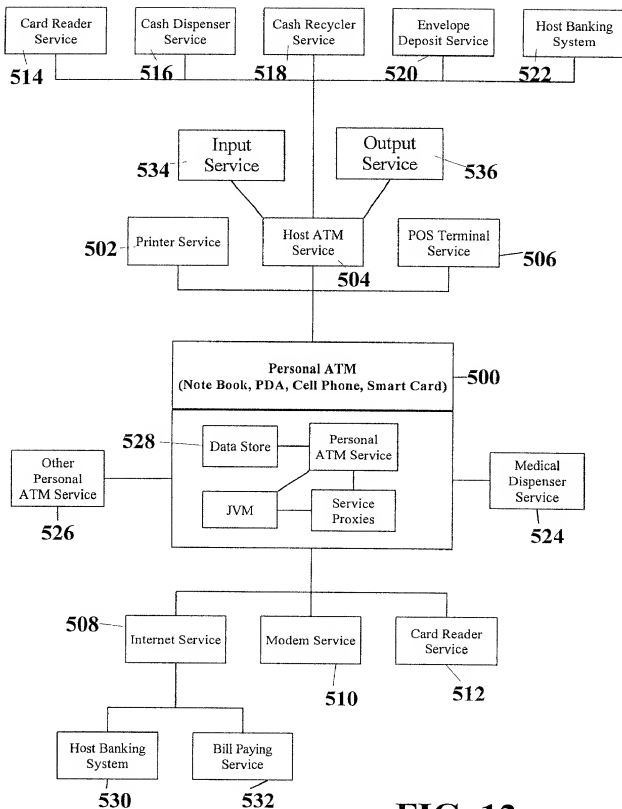 Card Reader
Service
Cash Dispenser
Service
Cash Recycler
Service
Envelope
Deposit Service
Host Banking
System
514
516
518
520
522
Input
Service
Output
Service
534
536
Printer Service
Host ATM
Service
POS Terminal
Service
502
504
506
Personal ATM
(Note Book, PDA, Cell Phone, Smart Card)
500
528
Data Store
Personal
ATM Service
JVM
Service
Proxies
Other
Personal
ATM Service
526
Medical
Dispenser
Service
524
508
Internet Service
Modem Service
Card Reader
Service
510
512
Host Banking
System
Bill Paying
Service
530
532